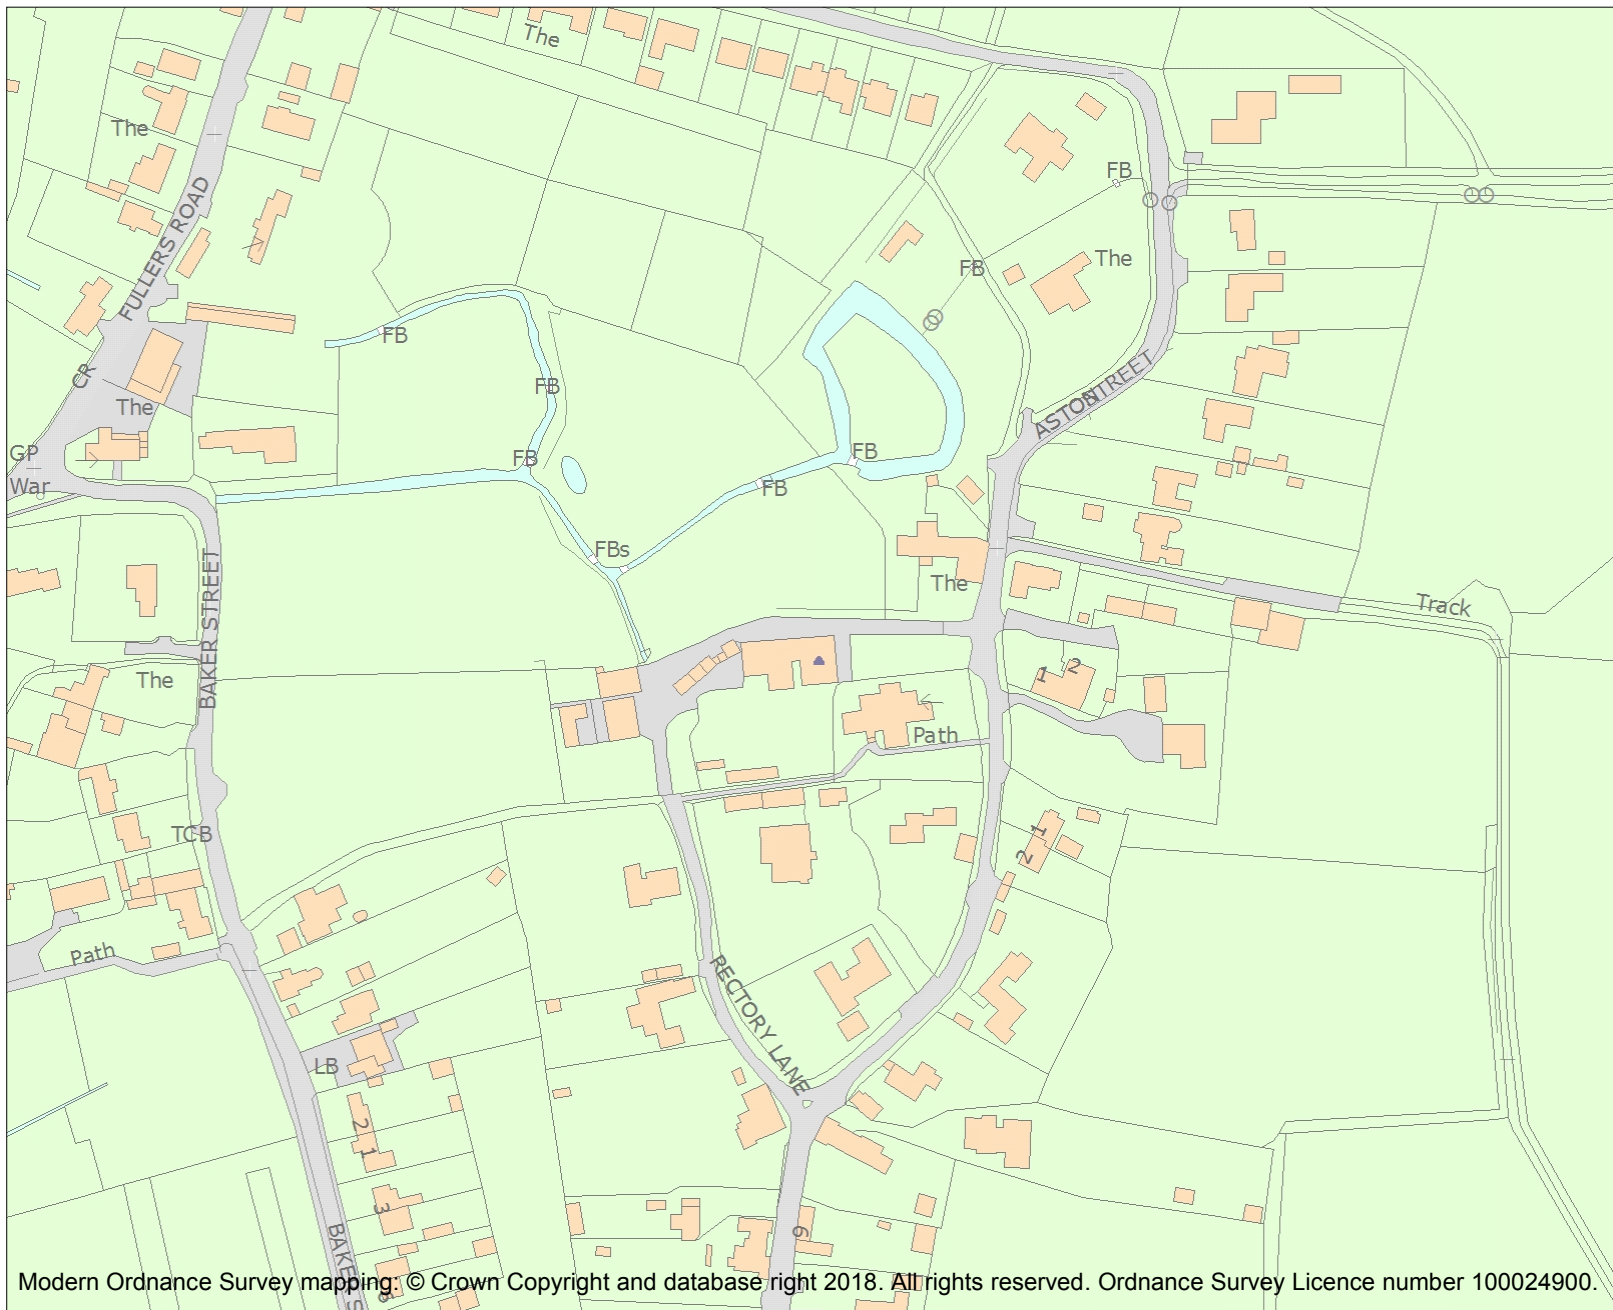 The
The
FULLERS ROAD
FB
The
FB
FB
CR
FB
The
ASTON
STREET
GP
FB
FB
War
FB
FBs
BAKER STREET
The
Track
The
1
2
Path
TCB
1
2
Path
RECTORY LANE
LB
2
1
3
6
BAKER S
Modern Ordnance Survey mapping: © Crown Copyright and database right 2018. All rights reserved. Ordnance Survey Licence number 100024900.